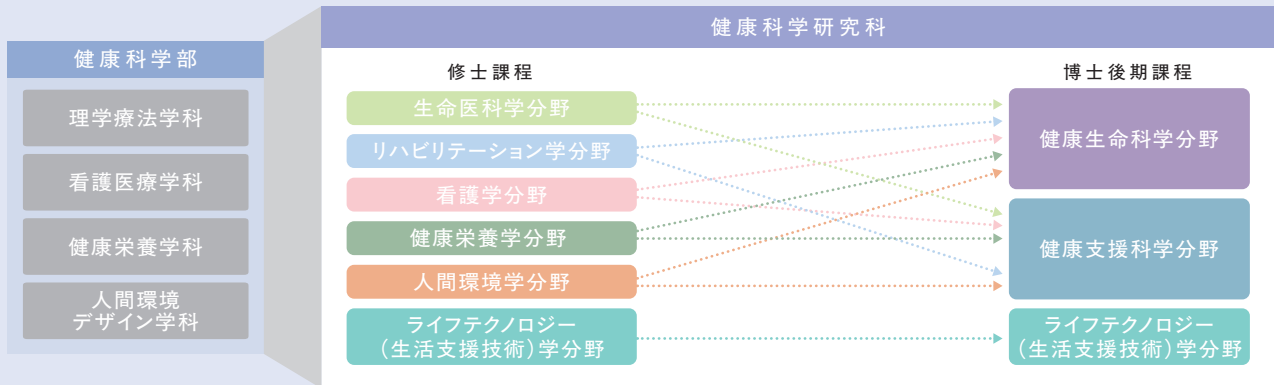 健康科学部
理学療法学科
看護医療学科
健康栄養学科
人間環境
デザイン学科
健康科学研究科
修士課程
生命医科学分野
リハビリテーション学分野
看護学分野
健康栄養学分野
人間環境学分野
ライフテクノロジー
(生活支援技術)学分野
博士後期課程
健康生命科学分野
健康支援科学分野
ライフテクノロジー
(生活支援技術)学分野